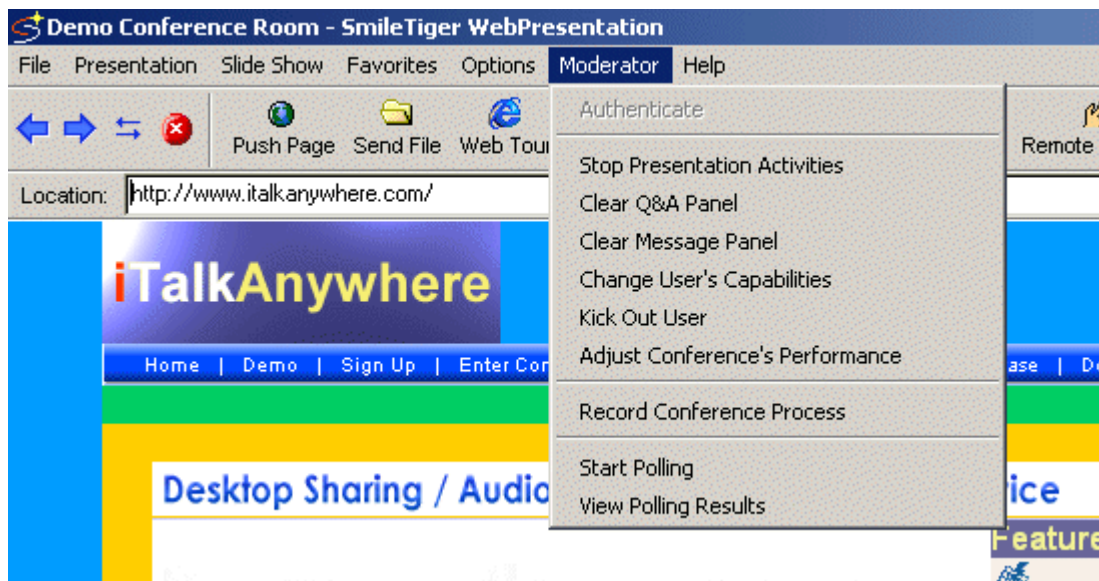 Demo Conference Room - SmileTiger WebPresentation
File Presentation Slide Show Favorites Options Moderator Help
Push Page Send File Web Tour Remote
Location: http://www.italkanywhere.com/
Authenticate
Stop Presentation Activities
Clear Q&A Panel
Clear Message Panel
Change User's Capabilities
Kick Out User
Adjust Conference's Performance
Record Conference Process
Start Polling
View Polling Results
iTalkAnywhere
Home | Demo | Sign Up | Enter Con ase | D
Desktop Sharing / Audio ice
Feature